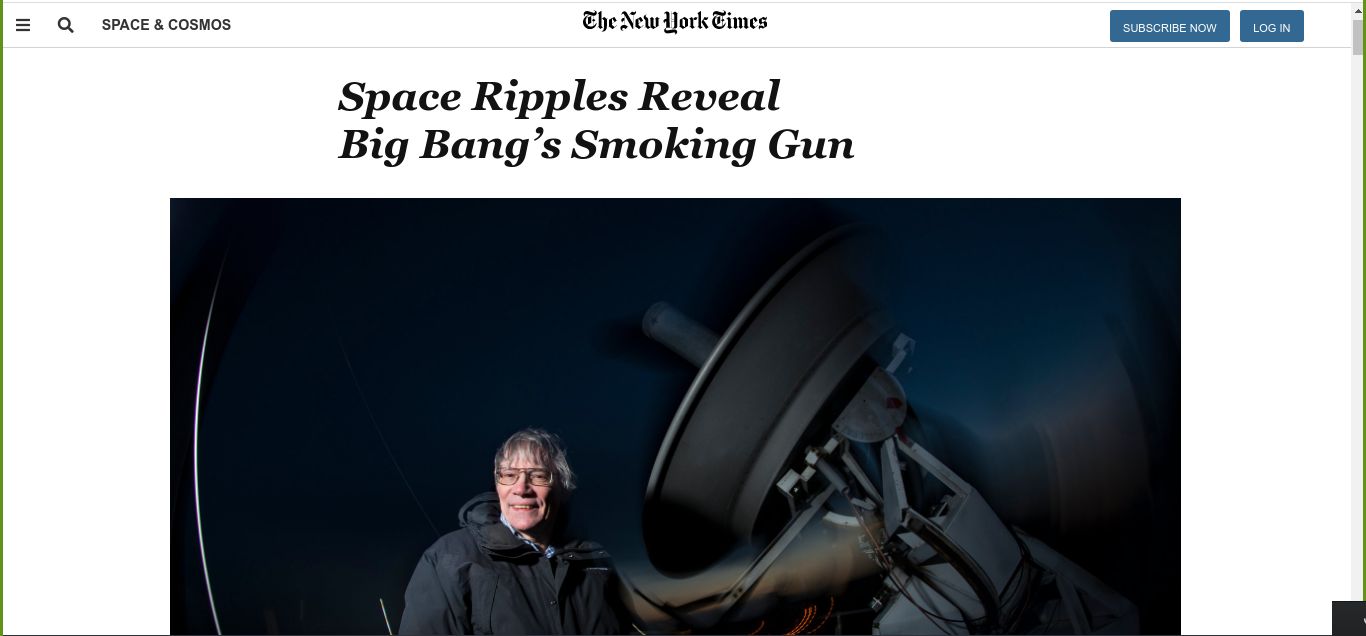 SPACE & COSMOS
The New York Times
SUBSCRIBE NOW
LOG IN
Space Ripples Reveal
Big Bang’s Smoking Gun